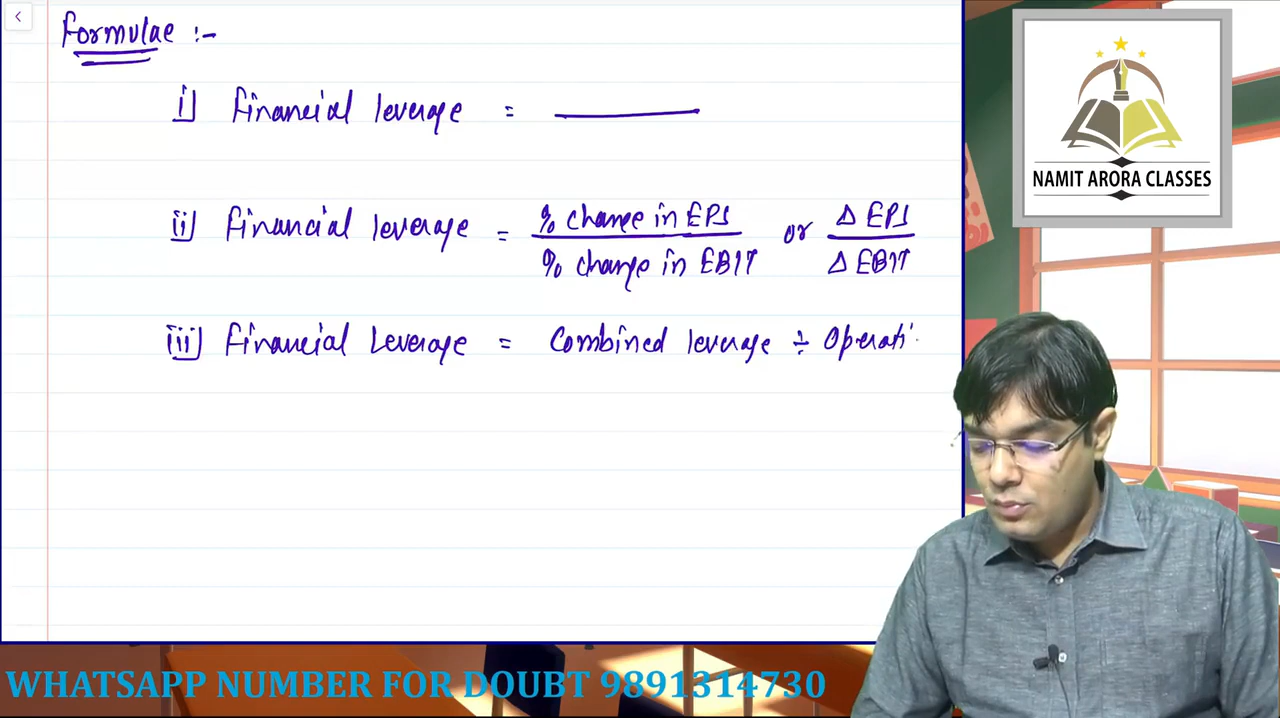 Formulae :-
i] Financial leverage = ______
ii] Financial leverage = % change in EPS / % change in EBIT or Δ EPS / Δ EBIT
iii] Financial Leverage = Combined leverage ÷ Operati
NAMIT ARORA CLASSES
WHATSAPP NUMBER FOR DOUBT 9891314730